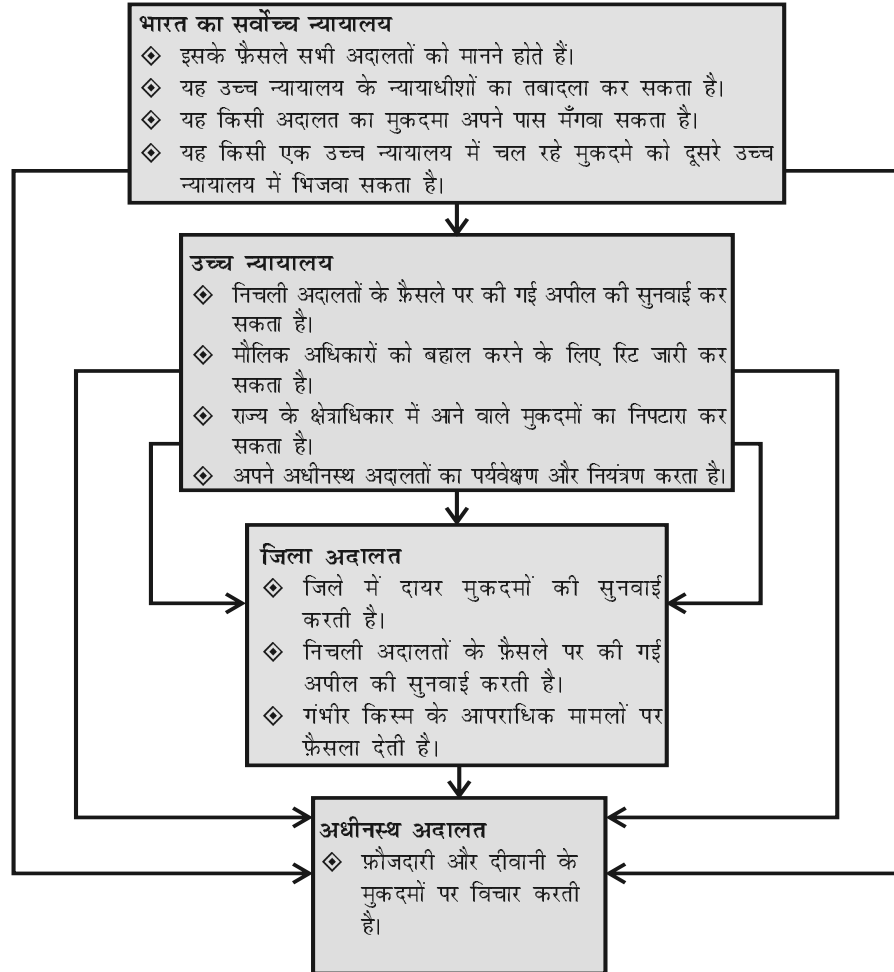 भारत का सर्वोच्च न्यायालय
इसके फ़ैसले सभी अदालतों को मानने होते हैं।
यह उच्च न्यायालय के न्यायाधीशों का तबादला कर सकता है।
यह किसी अदालत का मुकदमा अपने पास मँगवा सकता है।
यह किसी एक उच्च न्यायालय में चल रहे मुकदमे को दूसरे उच्च
न्यायालय में भिजवा सकता है।
उच्च न्यायालय
निचली अदालतों के फ़ैसले पर की गई अपील की सुनवाई कर
सकता है।
मौलिक अधिकारों को बहाल करने के लिए रिट जारी कर
सकता है।
राज्य के क्षेत्राधिकार में आने वाले मुकदमों का निपटारा कर
सकता है।
अपने अधीनस्थ अदालतों का पर्यवेक्षण और नियंत्रण करता है।
जिला अदालत
जिले में दायर मुकदमों की सुनवाई
करती है।
निचली अदालतों के फ़ैसले पर की गई
अपील की सुनवाई करती है।
गंभीर किस्म के आपराधिक मामलों पर
फ़ैसला देती है।
अधीनस्थ अदालत
फ़ौजदारी और दीवानी के
मुकदमों पर विचार करती
है।